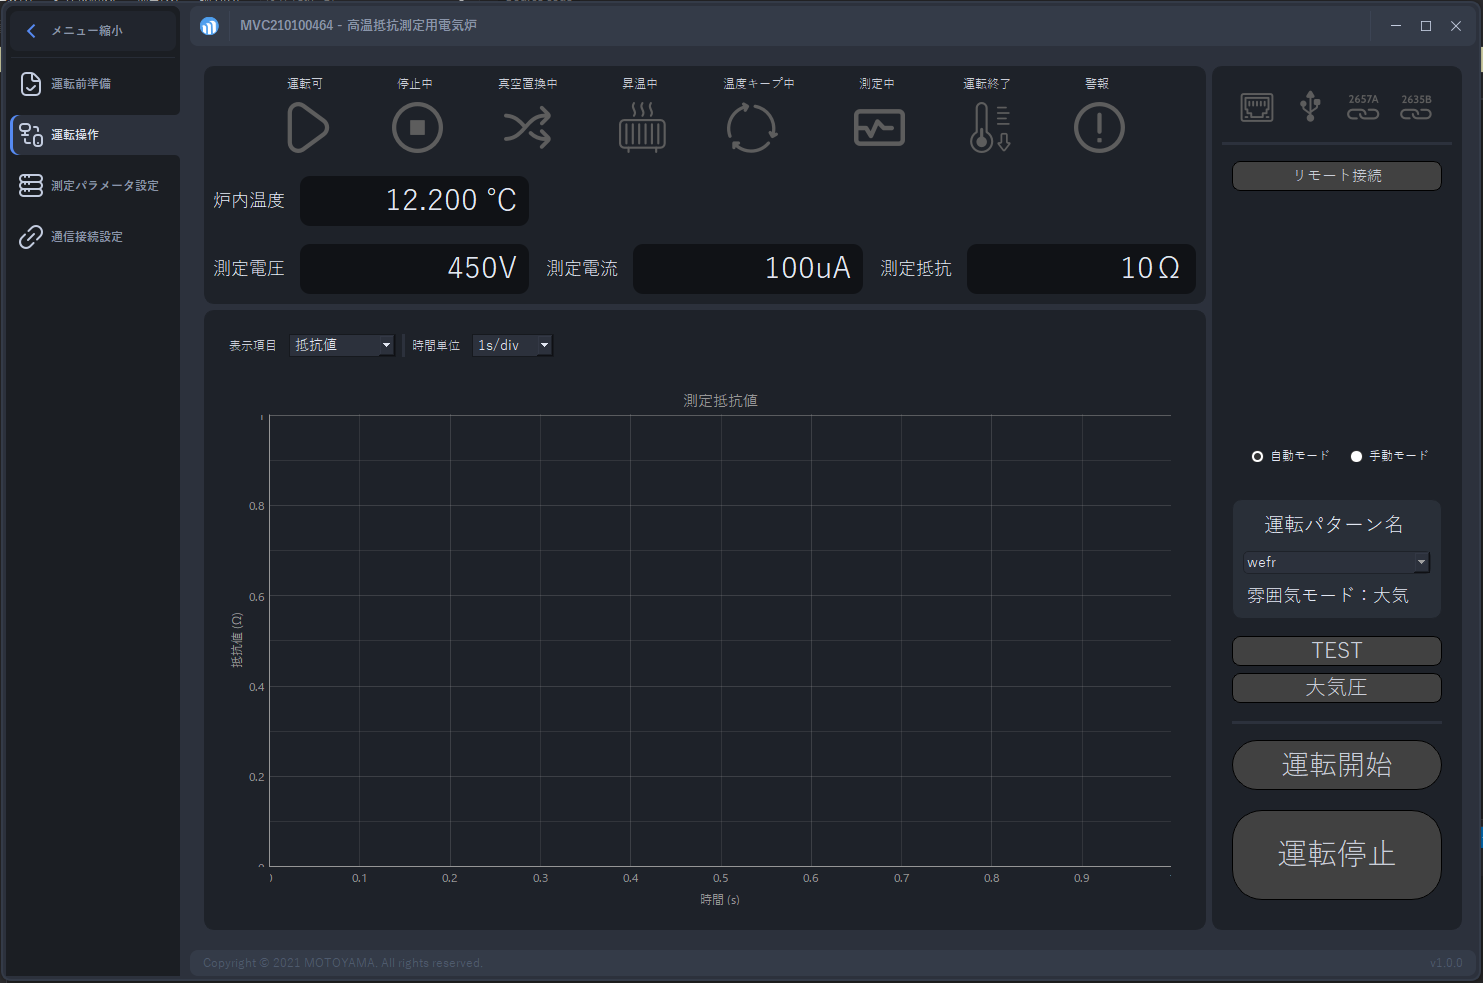 メニュー縮小
MVC210100464 - 高温抵抗測定用電気炉
運転前準備
運転操作
測定パラメータ設定
通信接続設定
運転可 停止中 真空置換中 昇温中 温度キープ中 測定中 運転終了 警報
炉内温度 12.200 °C
測定電圧 450V 測定電流 100uA 測定抵抗 10Ω
表示項目 抵抗値 時間単位 1s/div
測定抵抗値
0.8
0.6
0.4
0.2
抵抗値 (Ω)
0.1 0.2 0.3 0.4 0.5 0.6 0.7 0.8 0.9
時間 (s)
2657A 2635B
リモート接続
自動モード 手動モード
運転パターン名
wefr
雰囲気モード：大気
TEST
大気圧
運転開始
運転停止
Copyright © 2021 MOTOYAMA. All rights reserved.
v1.0.0